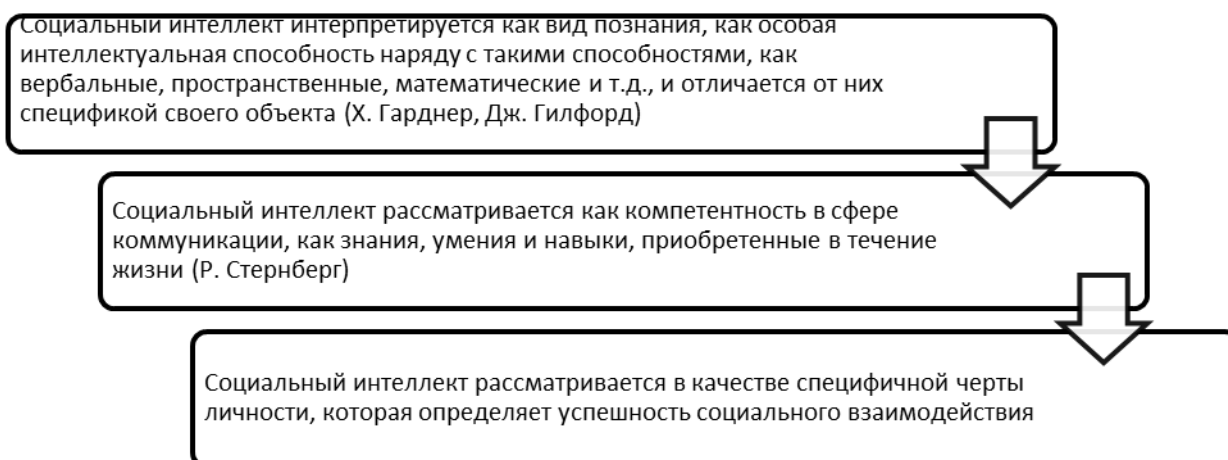 Социальный интеллект интерпретируется как вид познания, как особая
интеллектуальная способность наряду с такими способностями, как
вербальные, пространственные, математические и т.д., и отличается от них
спецификой своего объекта (Х. Гарднер, Дж. Гилфорд)
Социальный интеллект рассматривается как компетентность в сфере
коммуникации, как знания, умения и навыки, приобретенные в течение
жизни (Р. Стернберг)
Социальный интеллект рассматривается в качестве специфичной черты
личности, которая определяет успешность социального взаимодействия